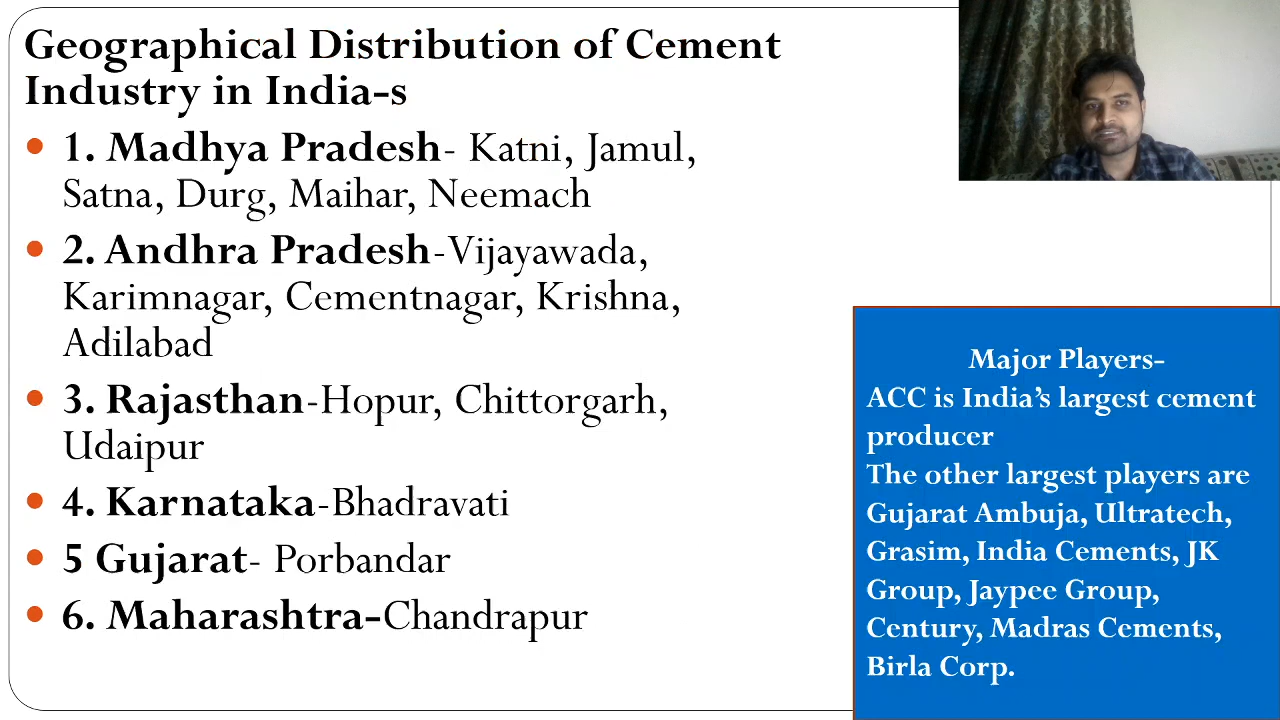 Geographical Distribution of Cement
Industry in India-s
1. Madhya Pradesh- Katni, Jamul,
Satna, Durg, Maihar, Neemach
2. Andhra Pradesh-Vijayawada,
Karimnagar, Cementnagar, Krishna,
Adilabad
3. Rajasthan-Hopur, Chittorgarh,
Udaipur
4. Karnataka-Bhadravati
5 Gujarat- Porbandar
6. Maharashtra-Chandrapur
Major Players-
ACC is India’s largest cement
producer
The other largest players are
Gujarat Ambuja, Ultratech,
Grasim, India Cements, JK
Group, Jaypee Group,
Century, Madras Cements,
Birla Corp.